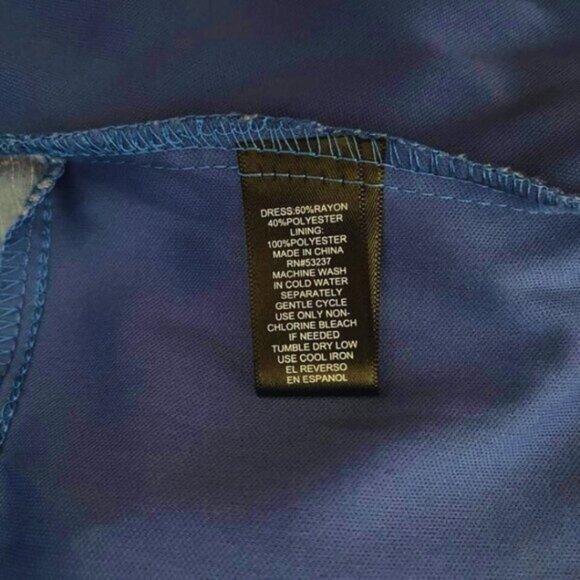 DRESS:60%RAYON
40%POLYESTER
LINING:
100%POLYESTER
MADE IN CHINA
RN#53237
MACHINE WASH
IN COLD WATER
SEPARATELY
GENTLE CYCLE
USE ONLY NON-
CHLORINE BLEACH
IF NEEDED
TUMBLE DRY LOW
USE COOL IRON
EL REVERSO
EN ESPANOL